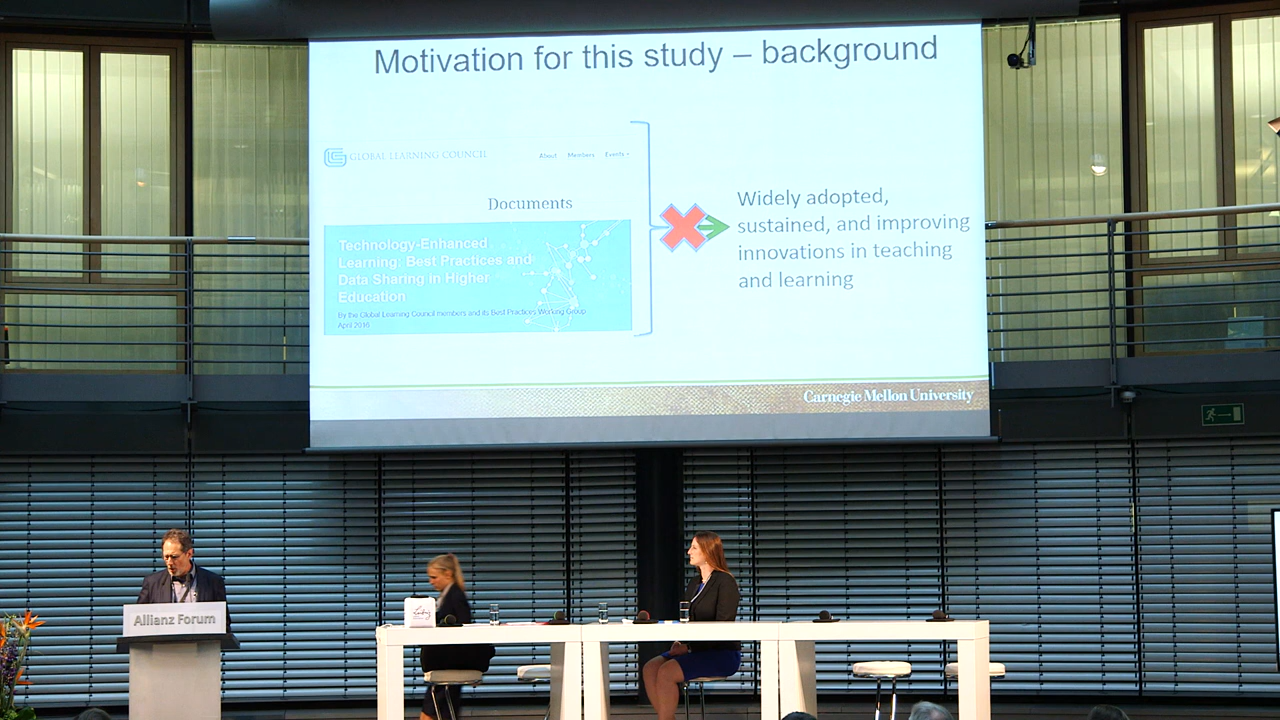 Motivation for this study – background
GLOBAL LEARNING COUNCIL
About Members Events
Documents
Technology-Enhanced
Learning: Best Practices and
Data Sharing in Higher
Education
By the Global Learning Council members and its Best Practices Working Group
April 2016
Widely adopted,
sustained, and improving
innovations in teaching
and learning
Carnegie Mellon University
Allianz Forum